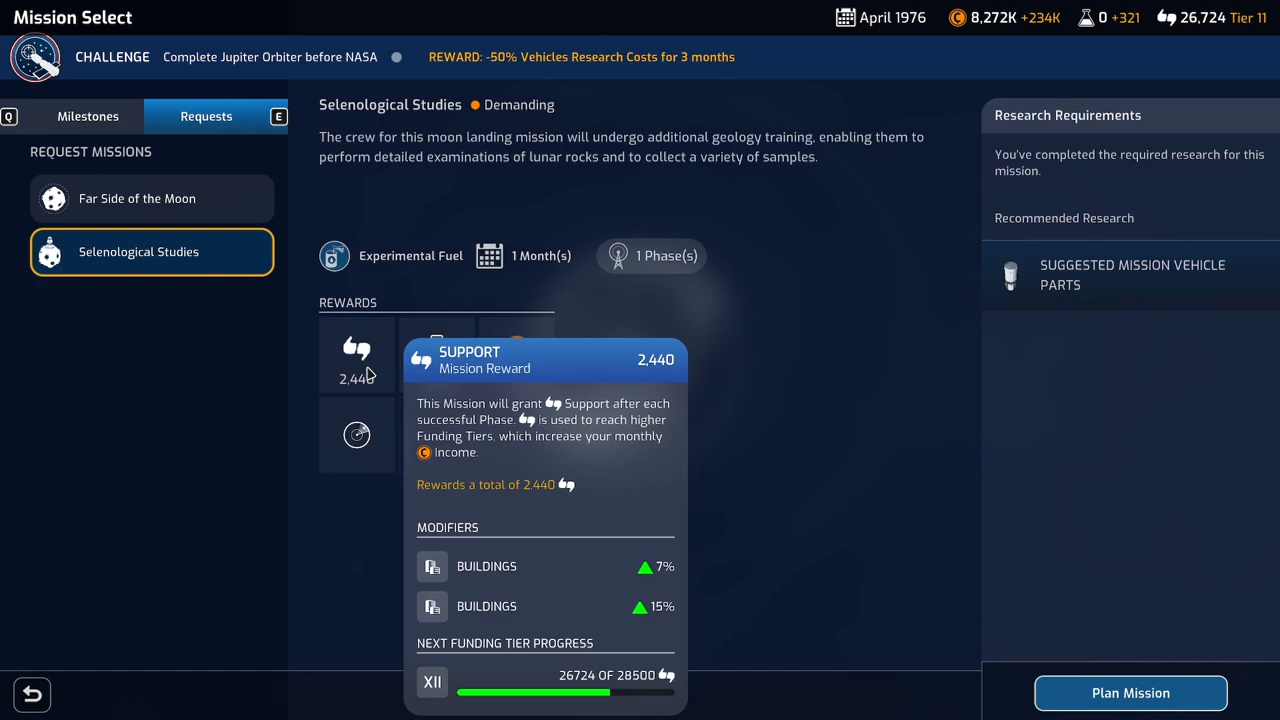 Mission Select
April 1976
8,272K +234K
0 +321
26,724 Tier 11
CHALLENGE Complete Jupiter Orbiter before NASA
REWARD: -50% Vehicles Research Costs for 3 months
Q
Milestones
Requests
E
REQUEST MISSIONS
Far Side of the Moon
Selenological Studies
Selenological Studies
Demanding
The crew for this moon landing mission will undergo additional geology training, enabling them to
perform detailed examinations of lunar rocks and to collect a variety of samples.
Experimental Fuel
1 Month(s)
1 Phase(s)
REWARDS
2,440
SUPPORT
Mission Reward
2,440
This Mission will grant Support after each
successful Phase. is used to reach higher
Funding Tiers, which increase your monthly
C Income.
Rewards a total of 2,440
MODIFIERS
BUILDINGS 7%
BUILDINGS 15%
NEXT FUNDING TIER PROGRESS
XII
26724 OF 28500
Research Requirements
You've completed the required research for this
mission.
Recommended Research
SUGGESTED MISSION VEHICLE
PARTS
Plan Mission